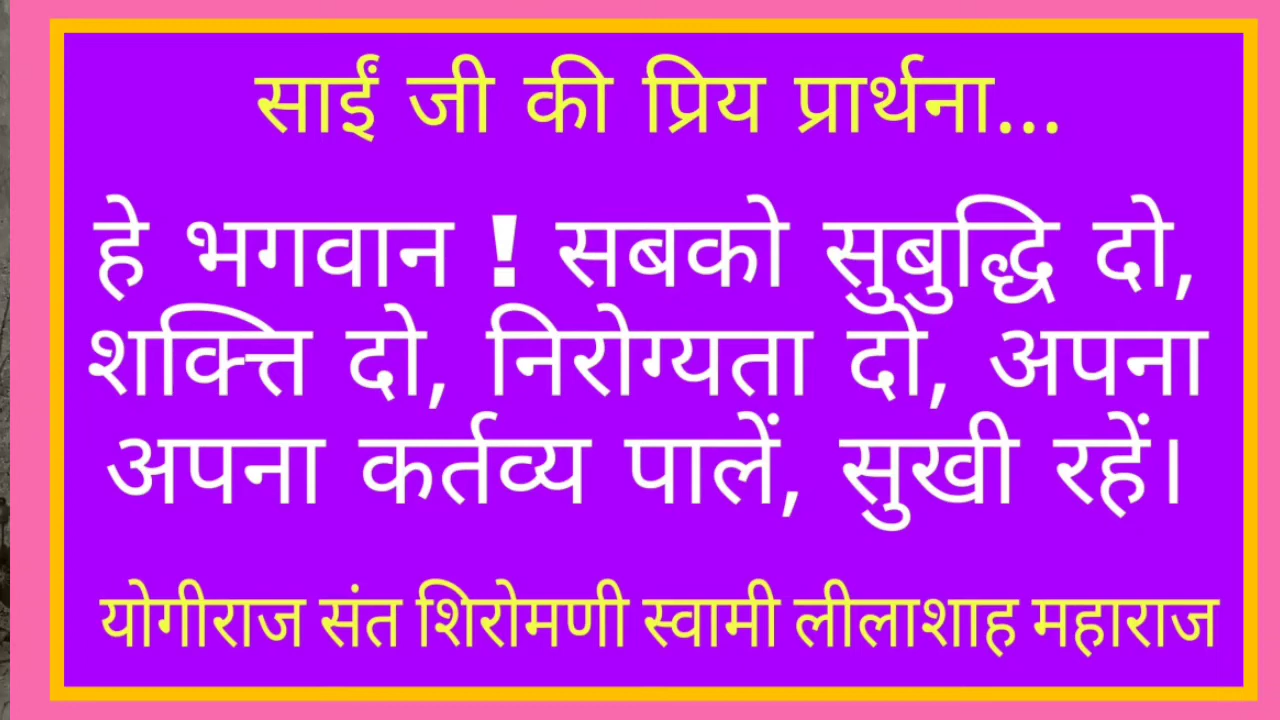 साईं जी की प्रिय प्रार्थना...
हे भगवान ! सबको सुबुद्धि दो,
शक्ति दो, निरोग्यता दो, अपना
अपना कर्तव्य पालें, सुखी रहें।
योगीराज संत शिरोमणी स्वामी लीलाशाह महाराज